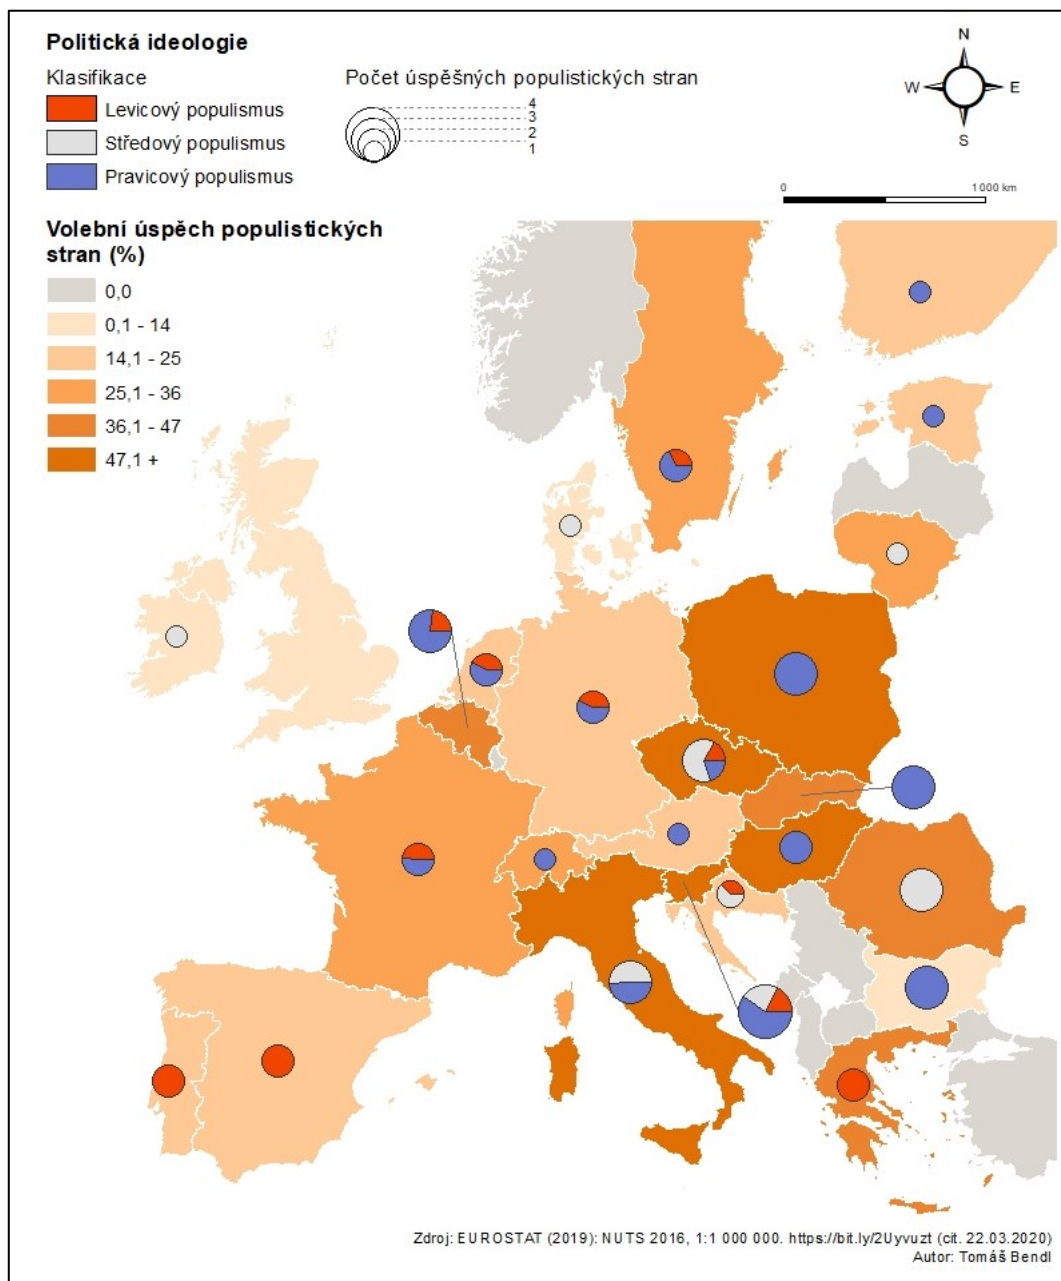 Politická ideologie
Klasifikace
Levicový populismus
Středový populismus
Pravicový populismus
Počet úspěšných populistických stran
4
3
2
1
N
W E
S
0 1 000 km
Volební úspěch populistických
stran (%)
0,0
0,1 - 14
14,1 - 25
25,1 - 36
36,1 - 47
47,1 +
Zdroj: EUROSTAT (2019): NUTS 2016, 1:1 000 000. https://bit.ly/2Uyvuzt (cit. 22.03.2020)
Autor: Tomáš Bendl